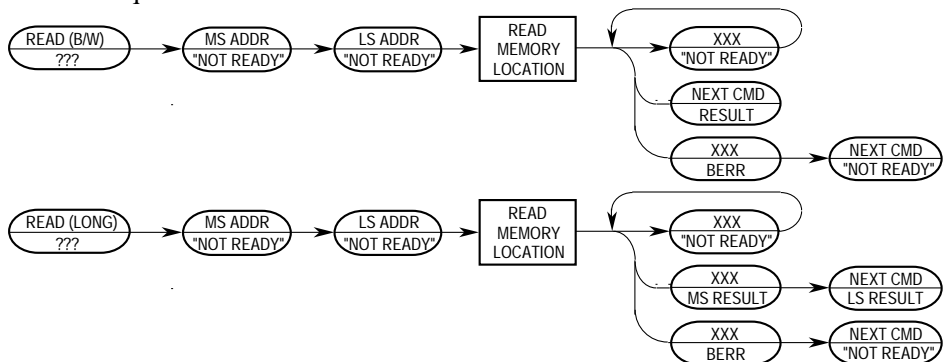 READ (B/W)
???
MS ADDR
"NOT READY"
LS ADDR
"NOT READY"
READ
MEMORY
LOCATION
XXX
"NOT READY"
NEXT CMD
RESULT
XXX
BERR
NEXT CMD
"NOT READY"
READ (LONG)
???
MS ADDR
"NOT READY"
LS ADDR
"NOT READY"
READ
MEMORY
LOCATION
XXX
"NOT READY"
XXX
MS RESULT
NEXT CMD
LS RESULT
XXX
BERR
NEXT CMD
"NOT READY"